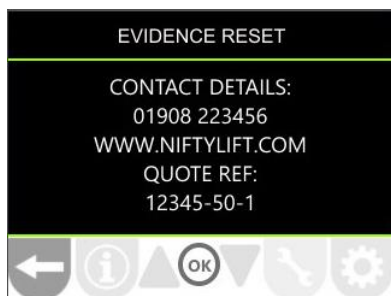 EVIDENCE RESET
CONTACT DETAILS:
01908 223456
WWW.NIFTYLIFT.COM
QUOTE REF:
12345-50-1
OK